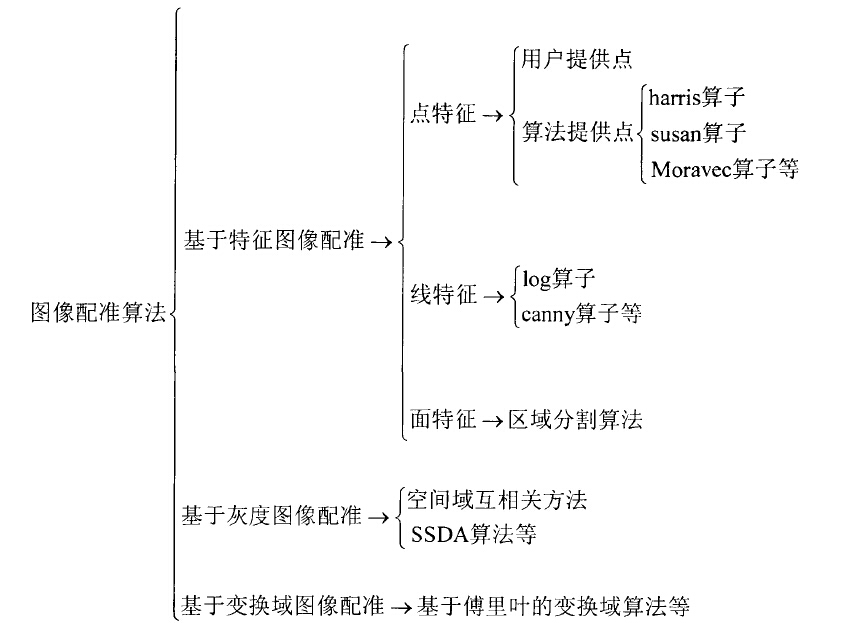 用户提供点
点特征→
算法提供点
harris算子
susan算子
Moravec算子等
基于特征图像配准→
线特征→
log算子
canny算子等
图像配准算法
面特征→区域分割算法
基于灰度图像配准→
空间域互相关方法
SSDA算法等
基于变换域图像配准→基于傅里叶的变换域算法等